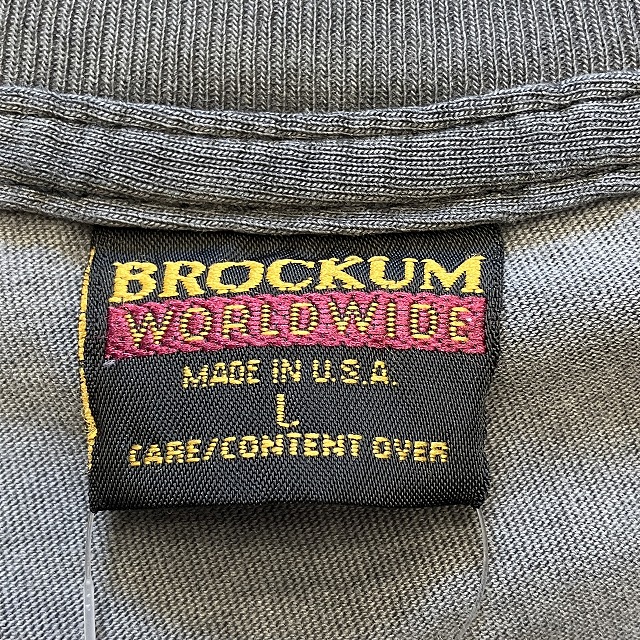 BROCKUM
WORLDWIDE
MADE IN U.S.A.
L
CARE/CONTENT OVER